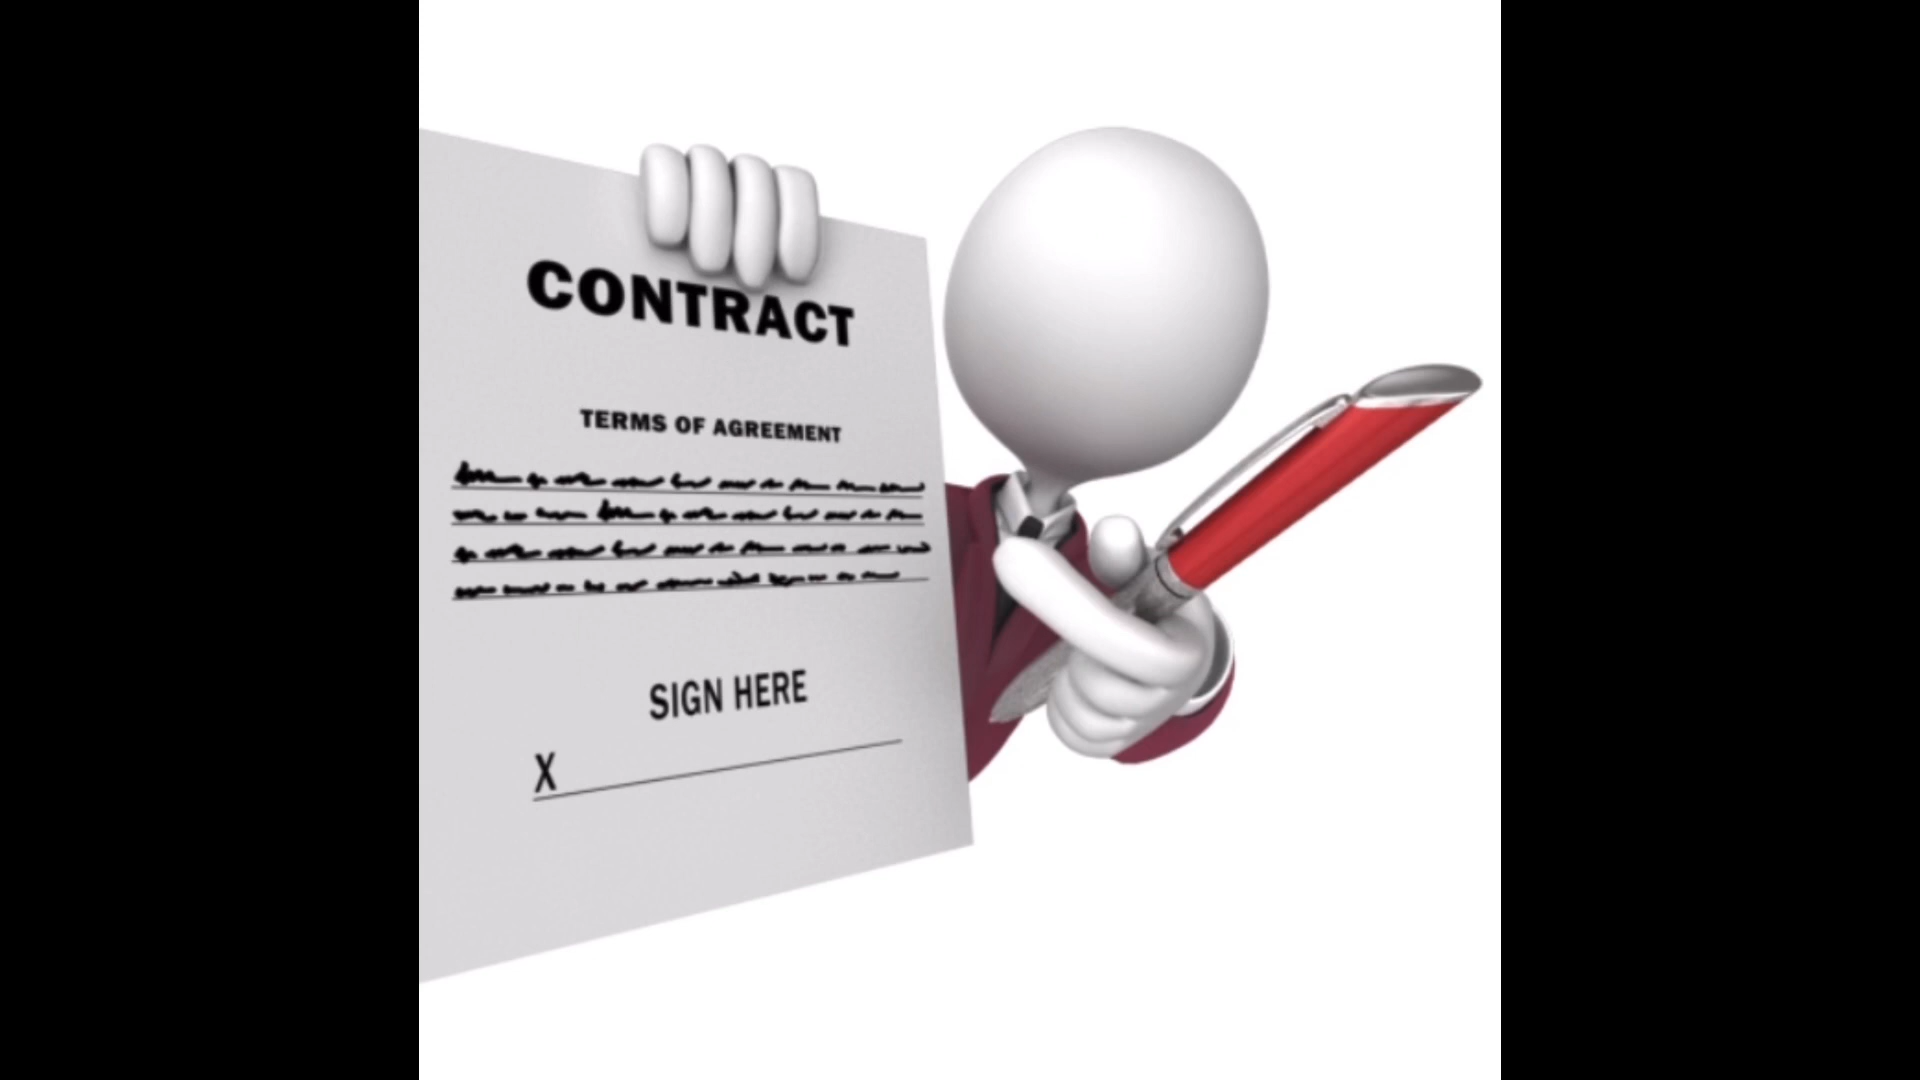 CONTRACT
TERMS OF AGREEMENT
SIGN HERE
X